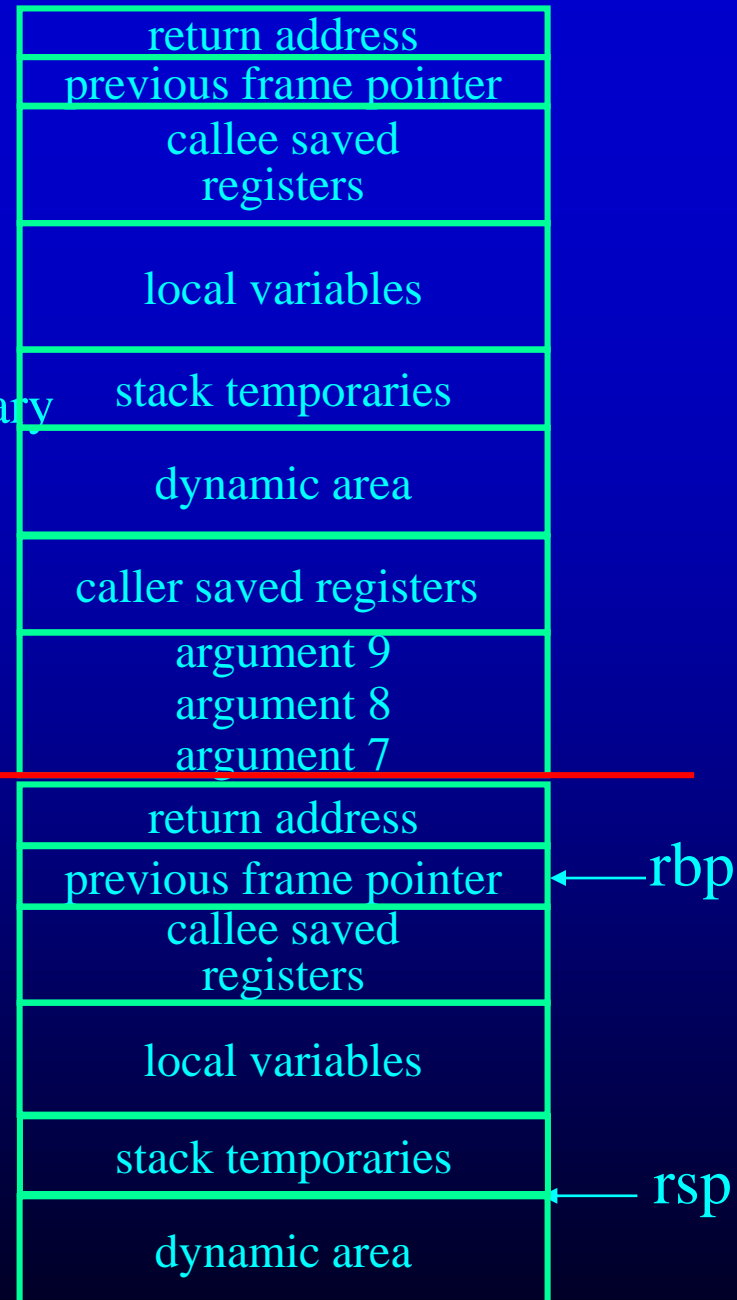 return address
previous frame pointer
callee saved
registers
local variables
stack temporaries
dynamic area
caller saved registers
argument 9
argument 8
argument 7
return address
previous frame pointer
rbp
callee saved
registers
local variables
stack temporaries
rsp
dynamic area